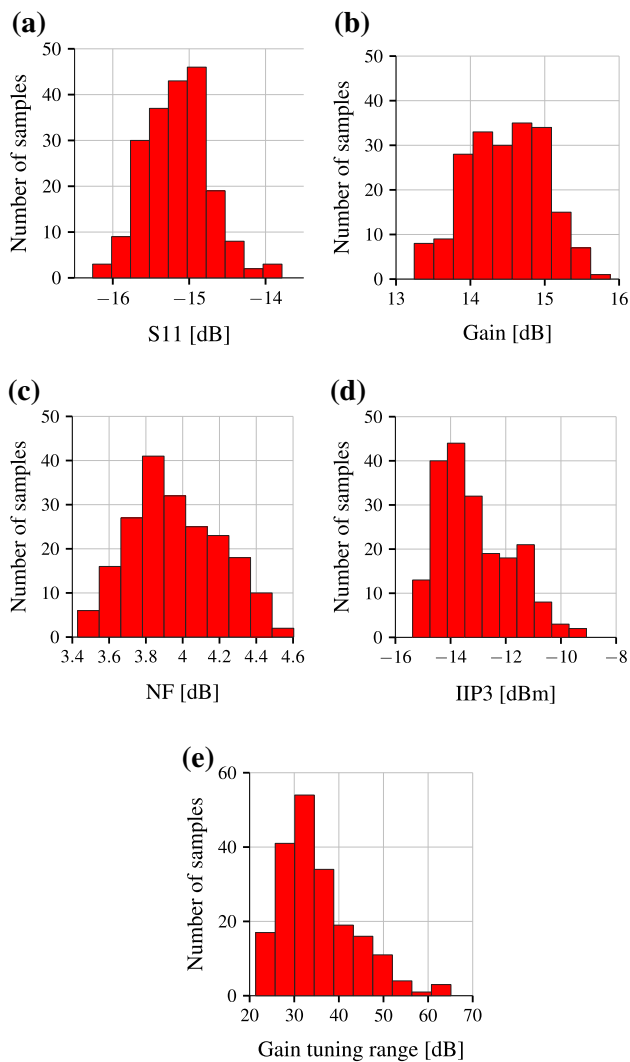 (a)
50
40
30
20
10
0
Number of samples
−16 −15 −14
S11 [dB]
(b)
50
40
30
20
10
0
Number of samples
13 14 15 16
Gain [dB]
(c)
50
40
30
20
10
0
Number of samples
3.4 3.6 3.8 4 4.2 4.4 4.6
NF [dB]
(d)
50
40
30
20
10
0
Number of samples
−16 −14 −12 −10 −8
IIP3 [dBm]
(e)
60
40
20
0
Number of samples
20 30 40 50 60 70
Gain tuning range [dB]